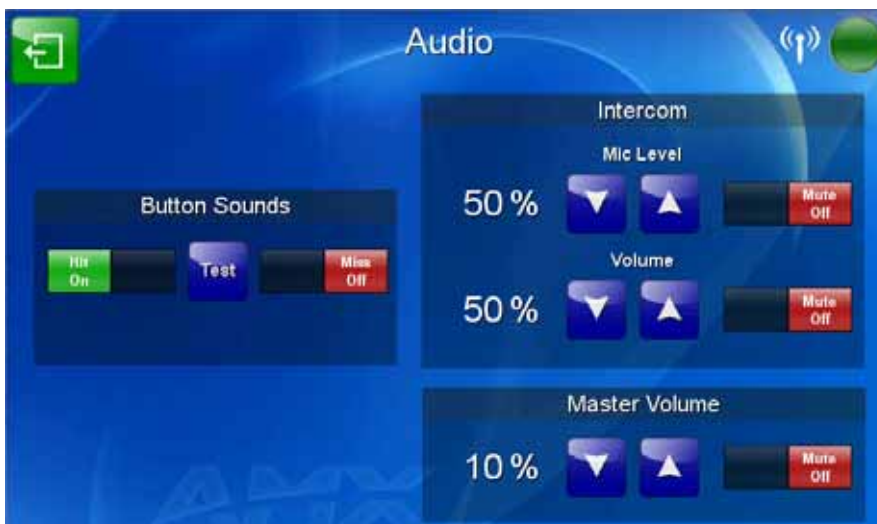 Audio
Intercom
Mic Level
50 %
Mute
Off
Button Sounds
Hit
On
Test
Miss
Off
Volume
50 %
Mute
Off
Master Volume
10 %
Mute
Off
AMX